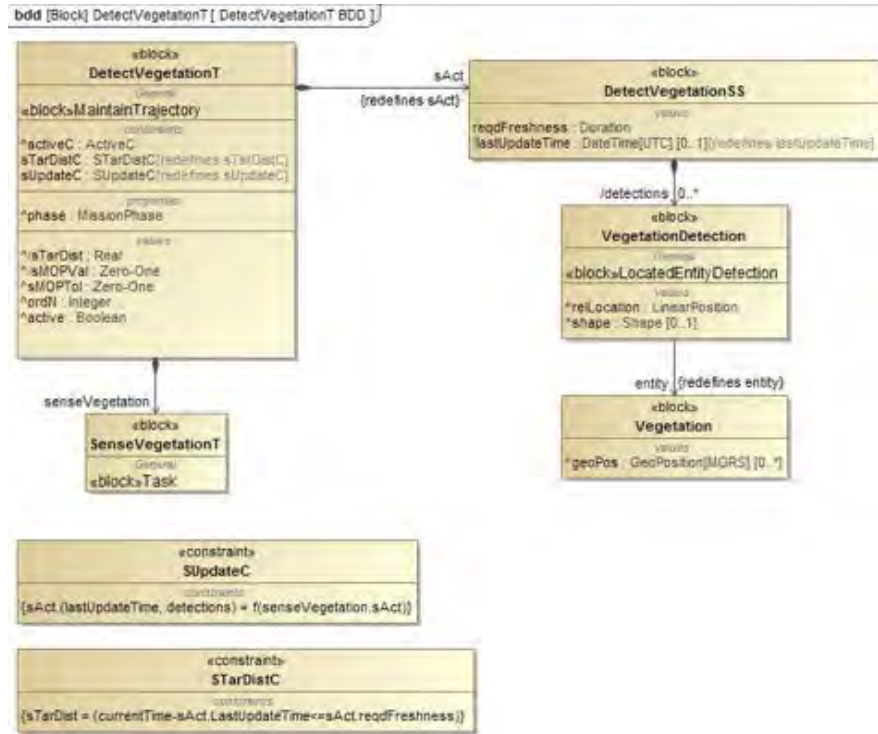 bdd [Block] DetectVegetationT [ DetectVegetationT BDD ]
«block»
DetectVegetationT
General
«block»MaintainTrajectory
constraints
^activeC : ActiveC
sTarDistC : STarDistC{redefines sTarDistC}
sUpdateC : SUpdateC{redefines sUpdateC}
properties
^phase : MissionPhase
values
^/sTarDist : Real
^/sMOPVal : Zero-One
^sMOPTol : Zero-One
^ordN : Integer
^active : Boolean
sAct
{redefines sAct}
«block»
DetectVegetationSS
values
reqdFreshness : Duration
/lastUpdateTime : DateTime[UTC] [0..1]{redefines lastUpdateTime}
/detections 0..*
«block»
VegetationDetection
General
«block»LocatedEntityDetection
values
^relLocation : LinearPosition
^shape : Shape [0..1]
entity {redefines entity}
«block»
Vegetation
values
^geoPos : GeoPosition[MGRS] [0..*]
senseVegetation
«block»
SenseVegetationT
General
«block»Task
«constraint»
SUpdateC
constraints
{sAct.(lastUpdateTime, detections) = f(senseVegetation.sAct)}
«constraint»
STarDistC
constraints
{sTarDist = (currentTime-sAct.LastUpdateTime<=sAct.reqdFreshness)}